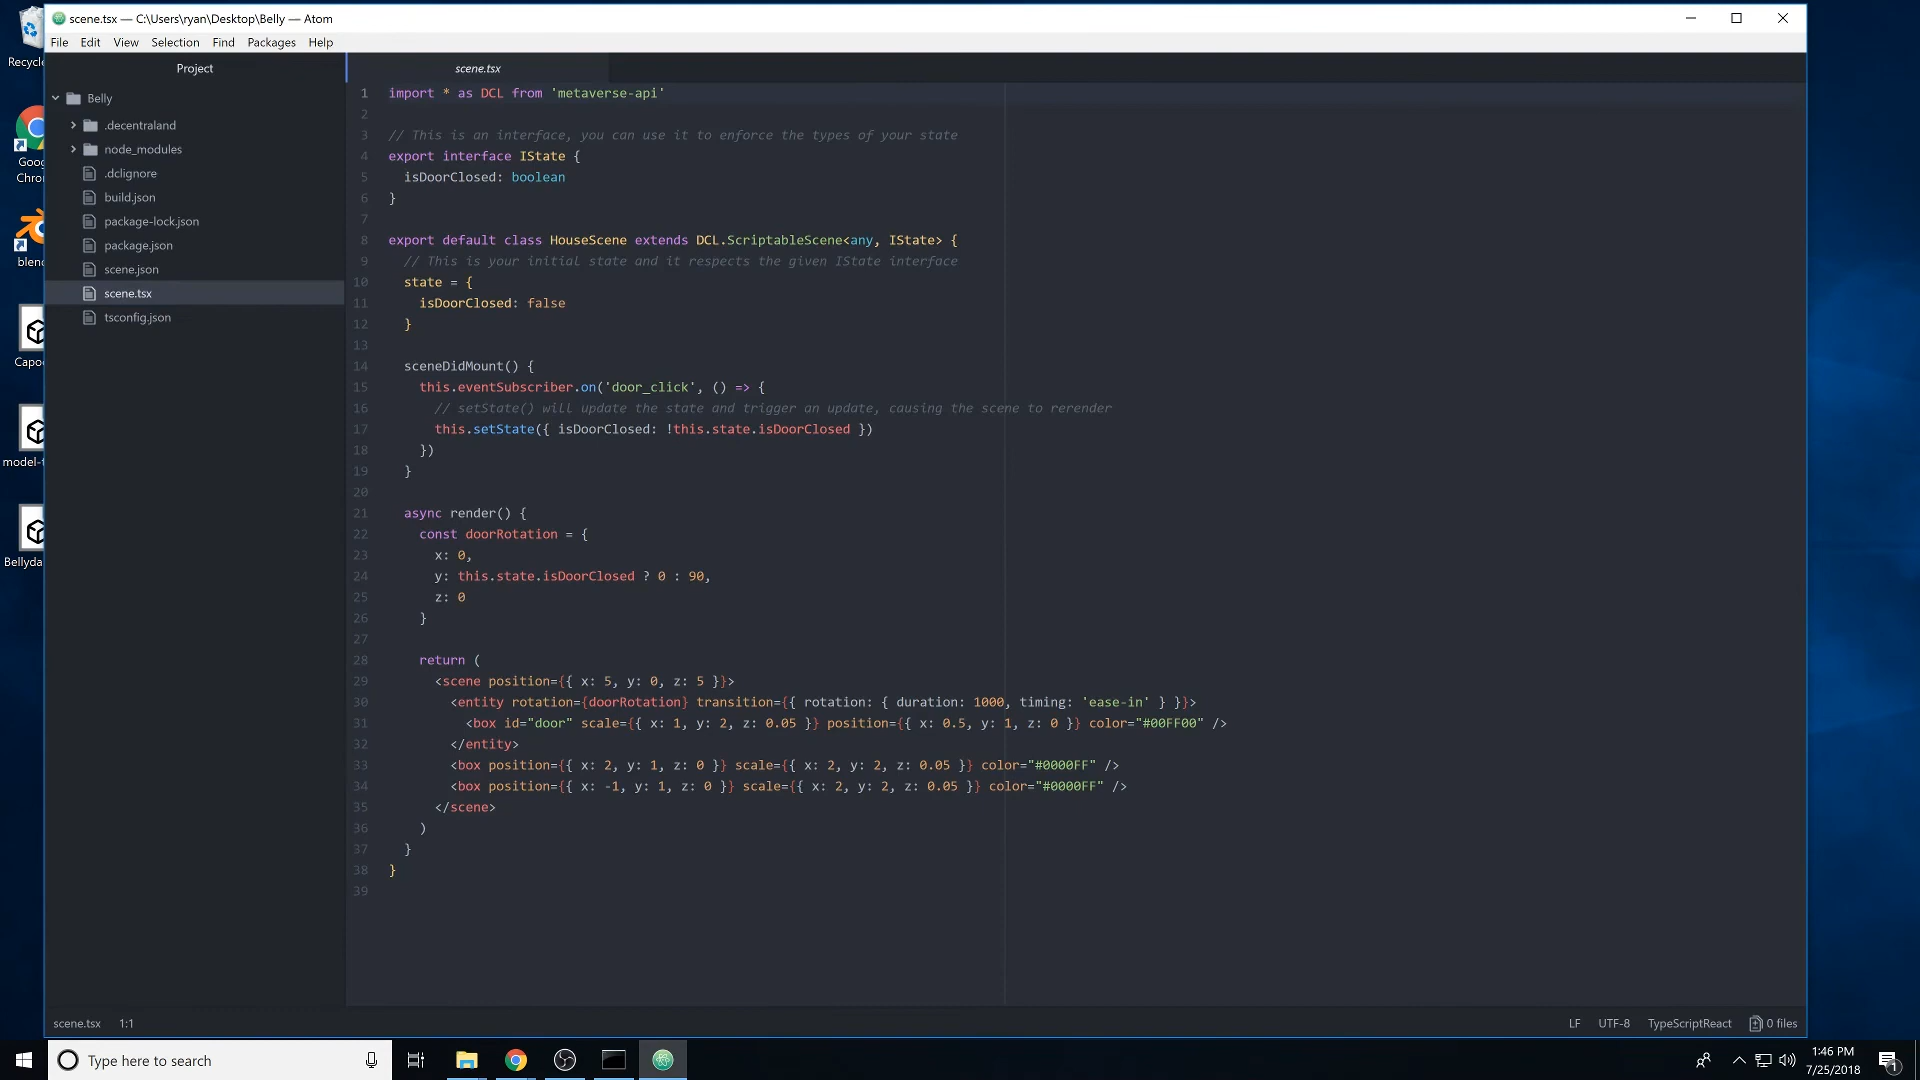 scene.tsx — C:\Users\ryan\Desktop\Belly — Atom
File Edit View Selection Find Packages Help
Project
Belly
.decentraland
node_modules
.dclignore
build.json
package-lock.json
package.json
scene.json
scene.tsx
tsconfig.json
scene.tsx
1 import * as DCL from 'metaverse-api'
2
3 // This is an interface, you can use it to enforce the types of your state
4 export interface IState {
5 isDoorClosed: boolean
6 }
7
8 export default class HouseScene extends DCL.ScriptableScene<any, IState> {
9 // This is your initial state and it respects the given IState interface
10 state = {
11 isDoorClosed: false
12 }
13
14 sceneDidMount() {
15 this.eventSubscriber.on('door_click', () => {
16 // setState() will update the state and trigger an update, causing the scene to rerender
17 this.setState({ isDoorClosed: !this.state.isDoorClosed })
18 })
19 }
20
21 async render() {
22 const doorRotation = {
23 x: 0,
24 y: this.state.isDoorClosed ? 0 : 90,
25 z: 0
26 }
27
28 return (
29 <scene position={{ x: 5, y: 0, z: 5 }}>
30 <entity rotation={doorRotation} transition={{ rotation: { duration: 1000, timing: 'ease-in' } }}>
31 <box id="door" scale={{ x: 1, y: 2, z: 0.05 }} position={{ x: 0.5, y: 1, z: 0 }} color="#00FF00" />
32 </entity>
33 <box position={{ x: 2, y: 1, z: 0 }} scale={{ x: 2, y: 2, z: 0.05 }} color="#0000FF" />
34 <box position={{ x: -1, y: 1, z: 0 }} scale={{ x: 2, y: 2, z: 0.05 }} color="#0000FF" />
35 </scene>
36 )
37 }
38 }
39
scene.tsx 1:1
LF UTF-8 TypeScriptReact 0 files
Recycle
Goog
Chron
blen
Capoe
model-t
Bellyda
Type here to search
1:46 PM
7/25/2018
1